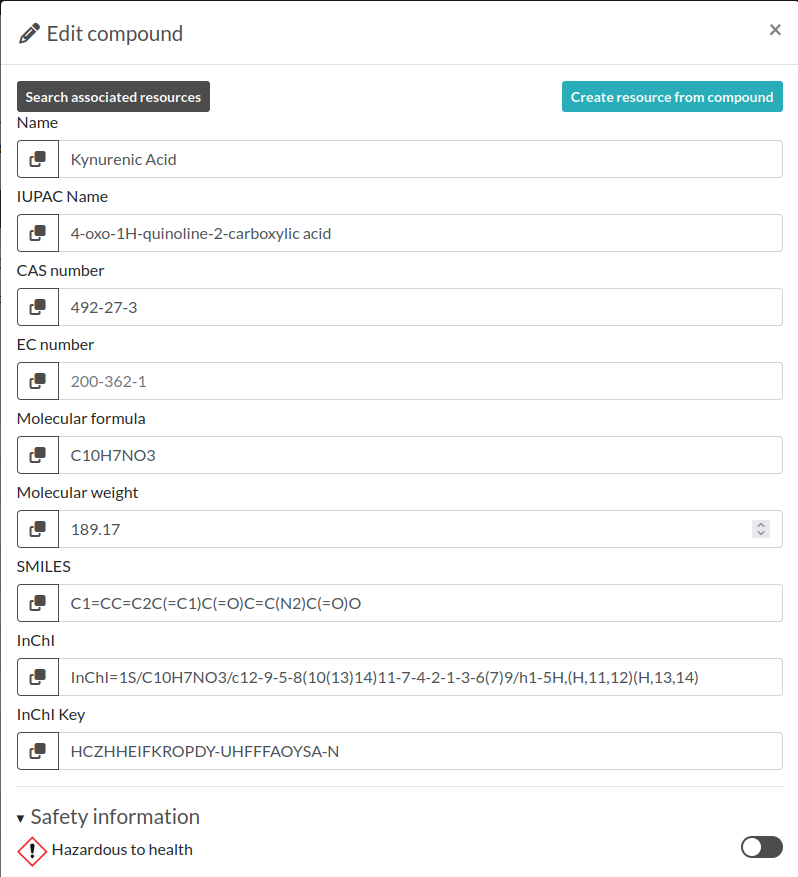 Edit compound
×
Search associated resources
Create resource from compound
Name
Kynurenic Acid
IUPAC Name
4-oxo-1H-quinoline-2-carboxylic acid
CAS number
492-27-3
EC number
200-362-1
Molecular formula
C10H7NO3
Molecular weight
189.17
SMILES
C1=CC=C2C(=C1)C(=O)C=C(N2)C(=O)O
InChI
InChI=1S/C10H7NO3/c12-9-5-8(10(13)14)11-7-4-2-1-3-6(7)9/h1-5H,(H,11,12)(H,13,14)
InChI Key
HCZHHEIFKROPDY-UHFFFAOYSA-N
Safety information
Hazardous to health